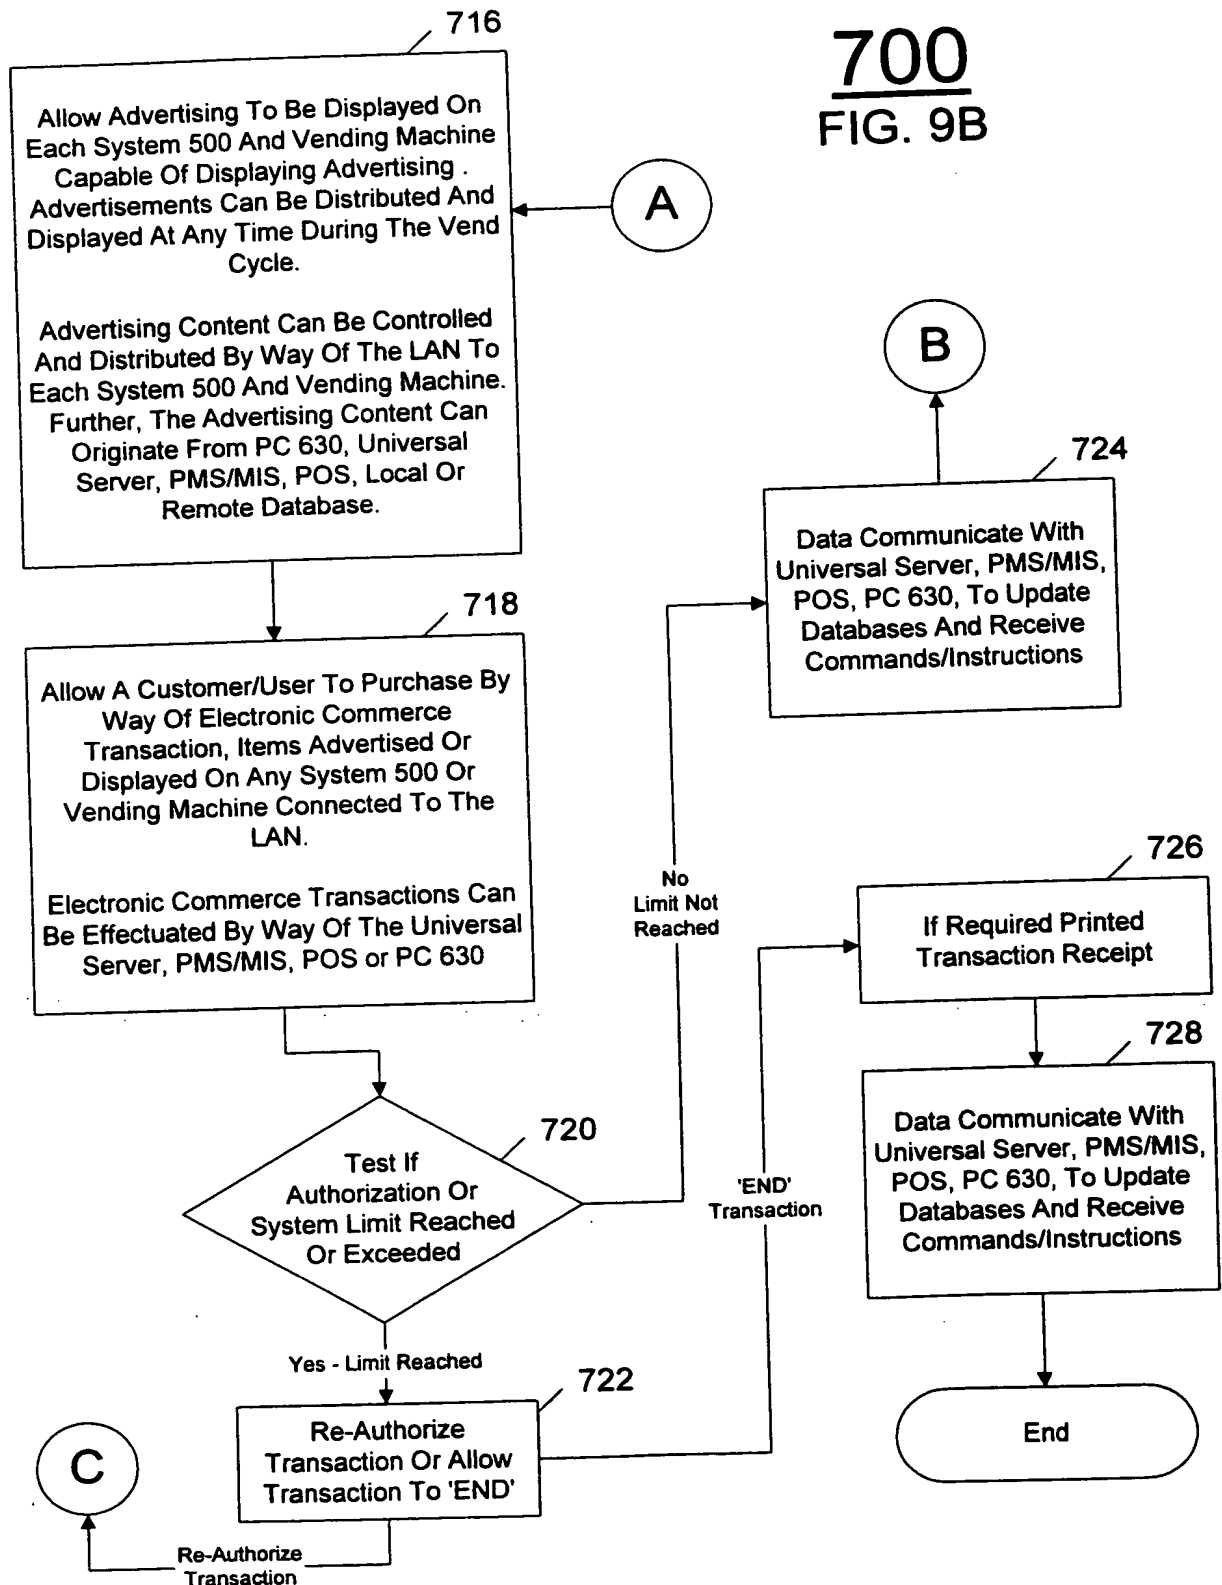 700
FIG. 9B
716
Allow Advertising To Be Displayed On
Each System 500 And Vending Machine
Capable Of Displaying Advertising .
Advertisements Can Be Distributed And
Displayed At Any Time During The Vend
Cycle.
Advertising Content Can Be Controlled
And Distributed By Way Of The LAN To
Each System 500 And Vending Machine.
Further, The Advertising Content Can
Originate From PC 630, Universal
Server, PMS/MIS, POS, Local Or
Remote Database.
A
B
718
Allow A Customer/User To Purchase By
Way Of Electronic Commerce
Transaction, Items Advertised Or
Displayed On Any System 500 Or
Vending Machine Connected To The
LAN.
Electronic Commerce Transactions Can
Be Effectuated By Way Of The Universal
Server, PMS/MIS, POS or PC 630
724
Data Communicate With
Universal Server, PMS/MIS,
POS, PC 630, To Update
Databases And Receive
Commands/Instructions
No
Limit Not
Reached
720
Test If
Authorization Or
System Limit Reached
Or Exceeded
Yes - Limit Reached
722
Re-Authorize
Transaction Or Allow
Transaction To 'END'
C
Re-Authorize
Transaction
'END'
Transaction
726
If Required Printed
Transaction Receipt
728
Data Communicate With
Universal Server, PMS/MIS,
POS, PC 630, To Update
Databases And Receive
Commands/Instructions
End